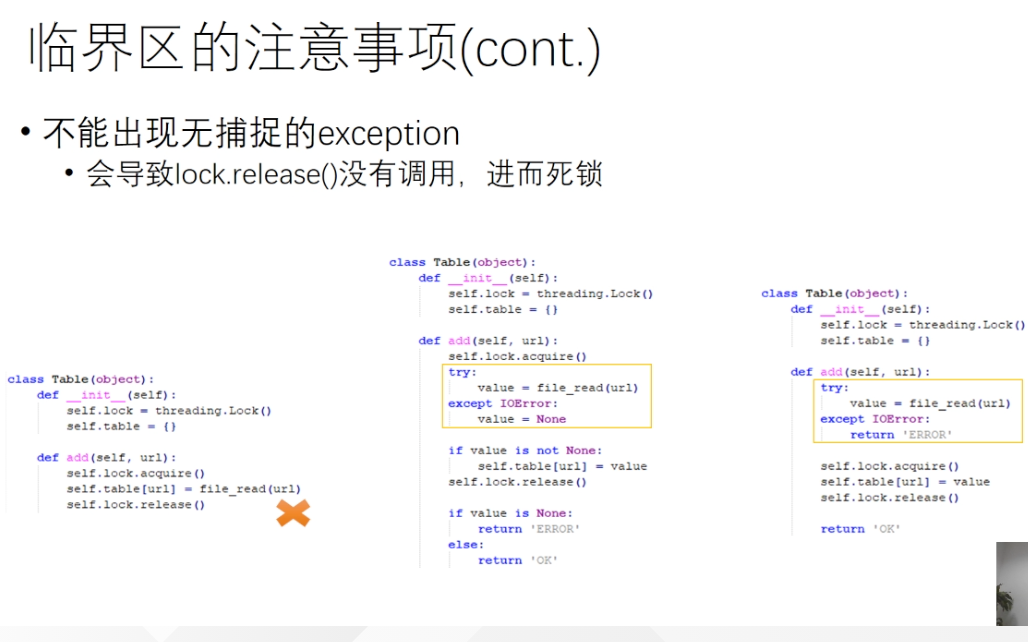 临界区的注意事项(cont.)
• 不能出现无捕捉的exception
• 会导致lock.release()没有调用，进而死锁
class Table(object):
def __init__(self):
self.lock = threading.Lock()
self.table = {}
def add(self, url):
self.lock.acquire()
self.table[url] = file_read(url)
self.lock.release()
class Table(object):
def __init__(self):
self.lock = threading.Lock()
self.table = {}
def add(self, url):
self.lock.acquire()
try:
value = file_read(url)
except IOError:
value = None
if value is not None:
self.table[url] = value
self.lock.release()
if value is None:
return 'ERROR'
else:
return 'OK'
class Table(object):
def __init__(self):
self.lock = threading.Lock()
self.table = {}
def add(self, url):
try:
value = file_read(url)
except IOError:
return 'ERROR'
self.lock.acquire()
self.table[url] = value
self.lock.release()
return 'OK'